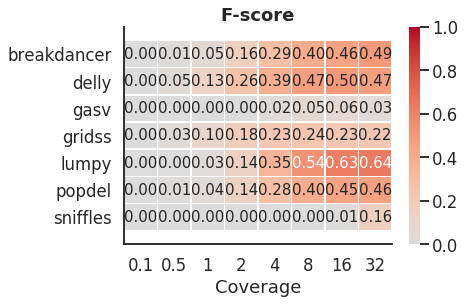 F-score
breakdancer 0.00 0.01 0.05 0.16 0.29 0.40 0.46 0.49
delly 0.00 0.05 0.13 0.26 0.39 0.47 0.50 0.47
gasv 0.00 0.00 0.00 0.00 0.02 0.05 0.06 0.03
gridss 0.00 0.03 0.10 0.18 0.23 0.24 0.23 0.22
lumpy 0.00 0.00 0.03 0.14 0.35 0.54 0.63 0.64
popdel 0.00 0.01 0.04 0.14 0.28 0.40 0.45 0.46
sniffles 0.00 0.00 0.00 0.00 0.00 0.00 0.01 0.16
0.1 0.5 1 2 4 8 16 32
Coverage
1.0
0.8
0.6
0.4
0.2
0.0